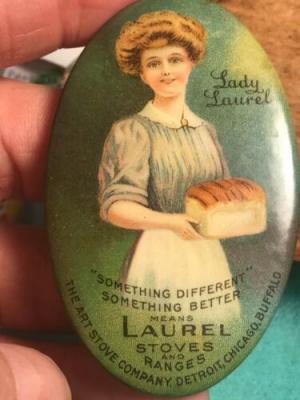 Lady
Laurel
"SOMETHING DIFFERENT"
SOMETHING BETTER
MEANS
LAUREL
STOVES
AND
RANGES
THE ART STOVE COMPANY, DETROIT, CHICAGO, BUFFALO